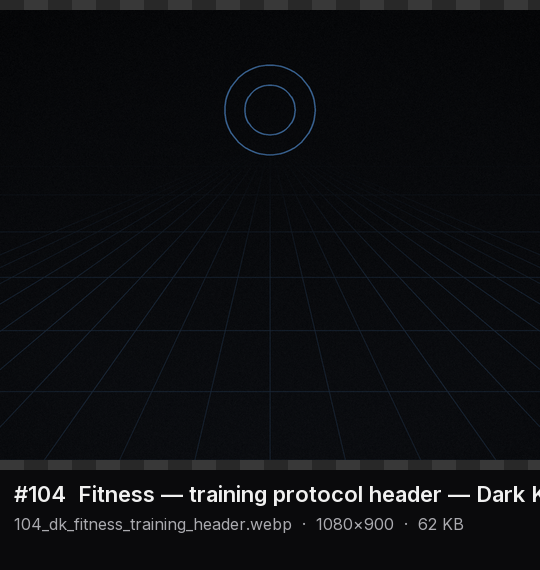 #104 Fitness — training protocol header — Dark K
104_dk_fitness_training_header.webp · 1080×900 · 62 KB